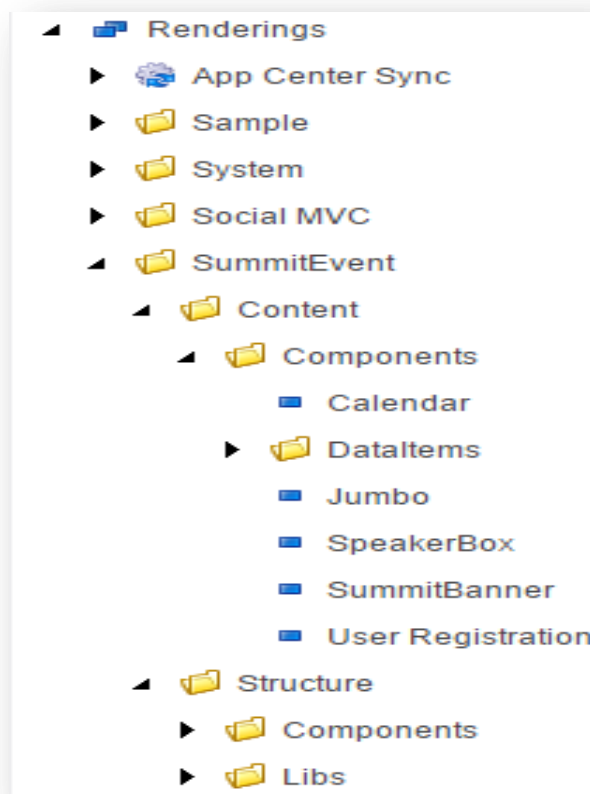 Renderings
App Center Sync
Sample
System
Social MVC
SummitEvent
Content
Components
Calendar
DataItems
Jumbo
SpeakerBox
SummitBanner
User Registration
Structure
Components
Libs